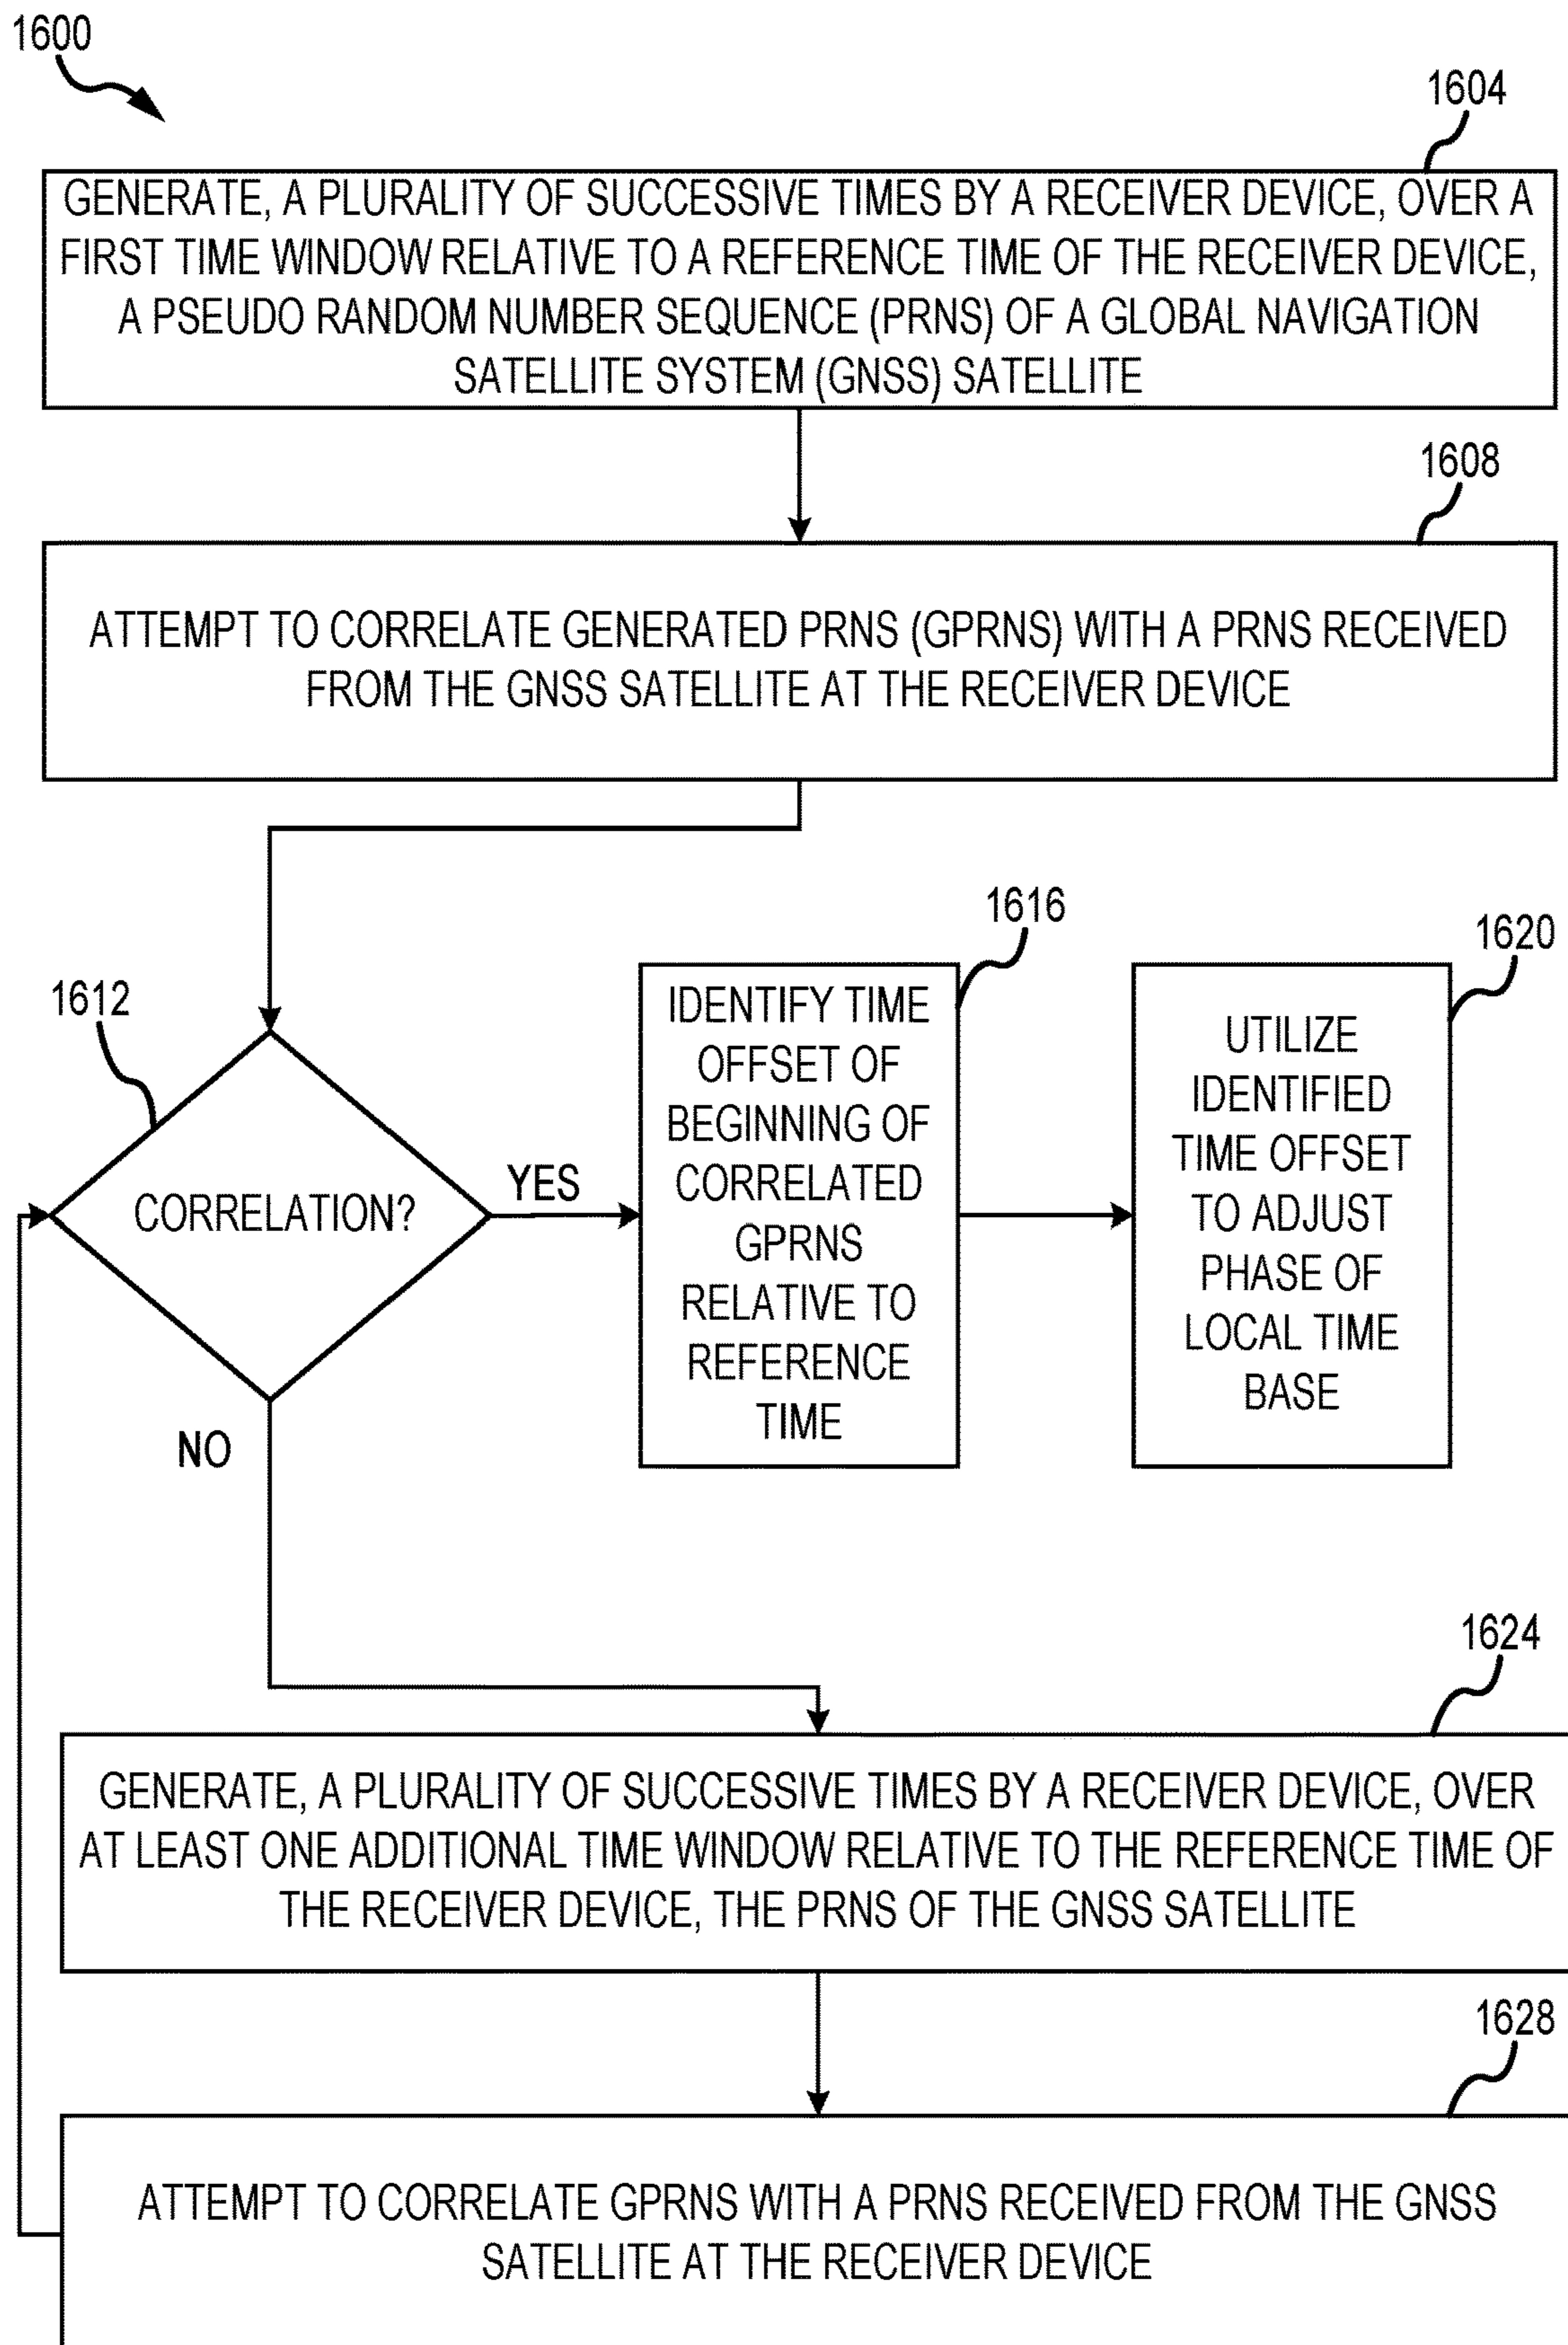 1600
1604
GENERATE, A PLURALITY OF SUCCESSIVE TIMES BY A RECEIVER DEVICE, OVER A
FIRST TIME WINDOW RELATIVE TO A REFERENCE TIME OF THE RECEIVER DEVICE,
A PSEUDO RANDOM NUMBER SEQUENCE (PRNS) OF A GLOBAL NAVIGATION
SATELLITE SYSTEM (GNSS) SATELLITE
1608
ATTEMPT TO CORRELATE GENERATED PRNS (GPRNS) WITH A PRNS RECEIVED
FROM THE GNSS SATELLITE AT THE RECEIVER DEVICE
1612
CORRELATION?
YES
NO
1616
IDENTIFY TIME
OFFSET OF
BEGINNING OF
CORRELATED
GPRNS
RELATIVE TO
REFERENCE
TIME
1620
UTILIZE
IDENTIFIED
TIME OFFSET
TO ADJUST
PHASE OF
LOCAL TIME
BASE
1624
GENERATE, A PLURALITY OF SUCCESSIVE TIMES BY A RECEIVER DEVICE, OVER
AT LEAST ONE ADDITIONAL TIME WINDOW RELATIVE TO THE REFERENCE TIME OF
THE RECEIVER DEVICE, THE PRNS OF THE GNSS SATELLITE
1628
ATTEMPT TO CORRELATE GPRNS WITH A PRNS RECEIVED FROM THE GNSS
SATELLITE AT THE RECEIVER DEVICE